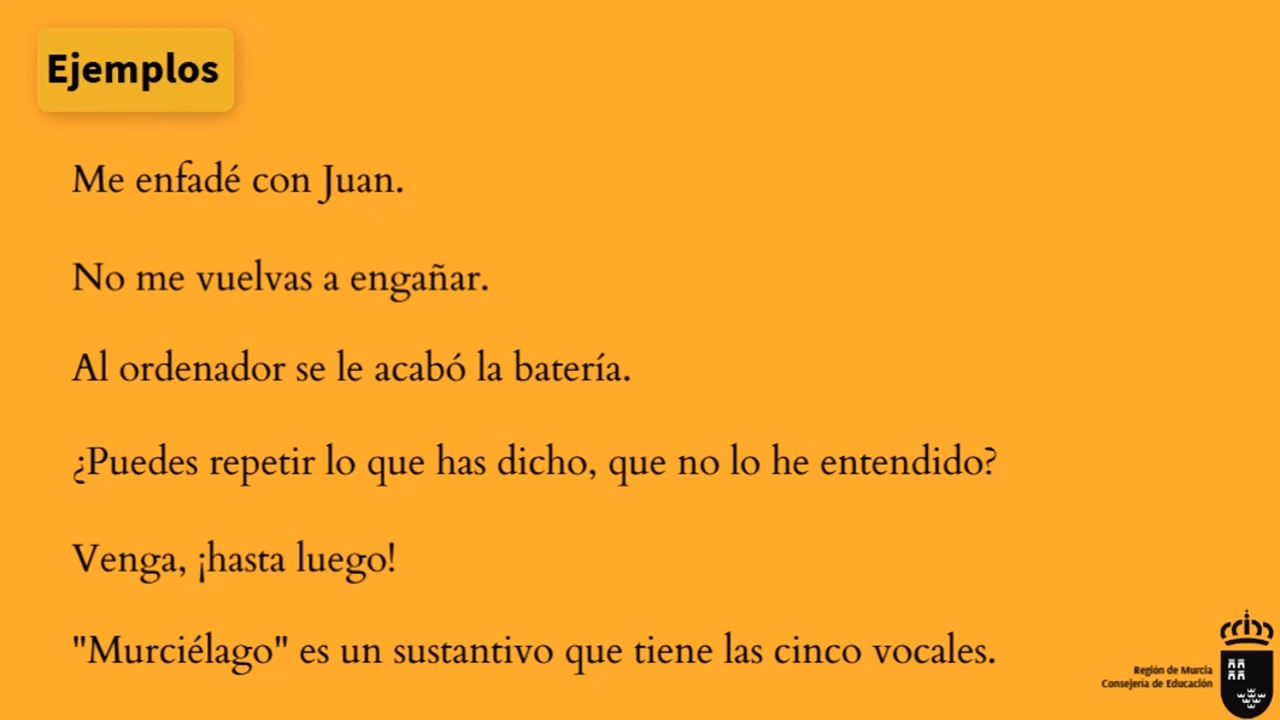 Ejemplos
Me enfadé con Juan.
No me vuelvas a engañar.
Al ordenador se le acabó la batería.
¿Puedes repetir lo que has dicho, que no lo he entendido?
Venga, ¡hasta luego!
"Murciélago" es un sustantivo que tiene las cinco vocales.
Región de Murcia
Consejería de Educación